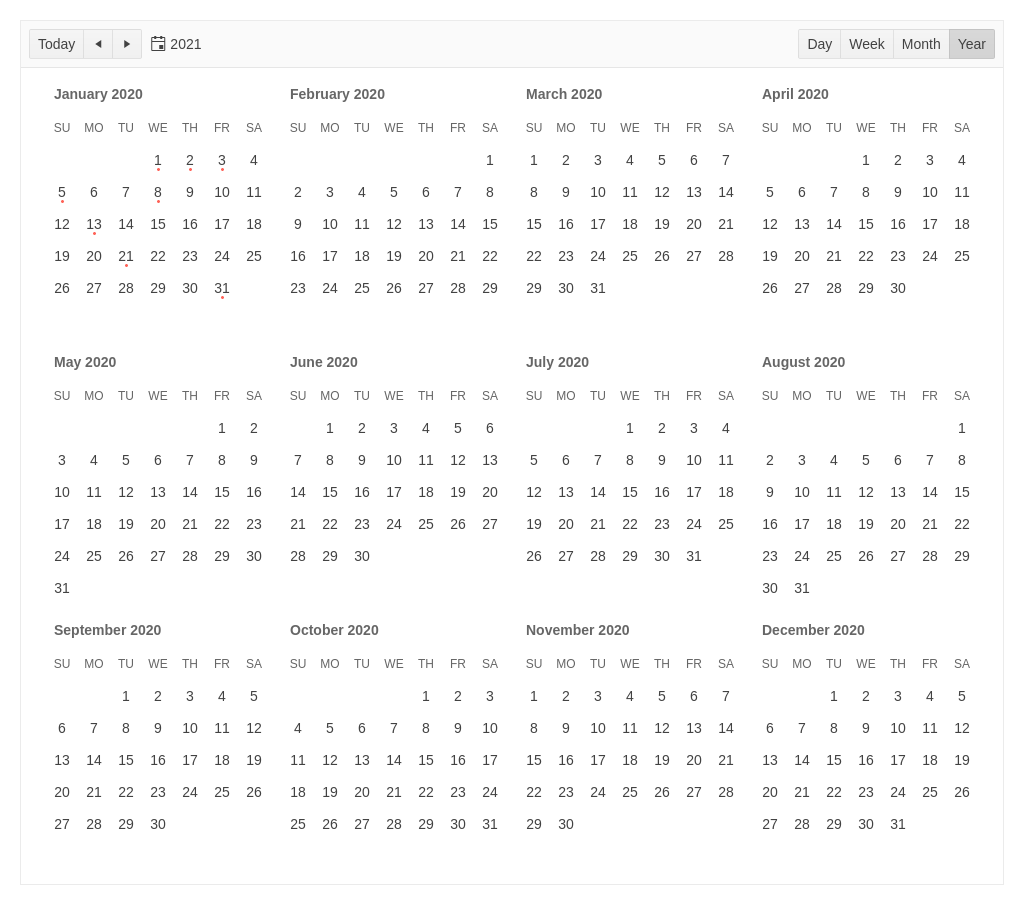 Today 2021 Day Week Month Year
January 2020 February 2020 March 2020 April 2020
SU MO TU WE TH FR SA SU MO TU WE TH FR SA SU MO TU WE TH FR SA SU MO TU WE TH FR SA
1 2 3 4 1 1 2 3 4 5 6 7 1 2 3 4
5 6 7 8 9 10 11 2 3 4 5 6 7 8 8 9 10 11 12 13 14 5 6 7 8 9 10 11
12 13 14 15 16 17 18 9 10 11 12 13 14 15 15 16 17 18 19 20 21 12 13 14 15 16 17 18
19 20 21 22 23 24 25 16 17 18 19 20 21 22 22 23 24 25 26 27 28 19 20 21 22 23 24 25
26 27 28 29 30 31 23 24 25 26 27 28 29 29 30 31 26 27 28 29 30
May 2020 June 2020 July 2020 August 2020
SU MO TU WE TH FR SA SU MO TU WE TH FR SA SU MO TU WE TH FR SA SU MO TU WE TH FR SA
1 2 1 2 3 4 5 6 1 2 3 4 1
3 4 5 6 7 8 9 7 8 9 10 11 12 13 5 6 7 8 9 10 11 2 3 4 5 6 7 8
10 11 12 13 14 15 16 14 15 16 17 18 19 20 12 13 14 15 16 17 18 9 10 11 12 13 14 15
17 18 19 20 21 22 23 21 22 23 24 25 26 27 19 20 21 22 23 24 25 16 17 18 19 20 21 22
24 25 26 27 28 29 30 28 29 30 26 27 28 29 30 31 23 24 25 26 27 28 29
31 30 31
September 2020 October 2020 November 2020 December 2020
SU MO TU WE TH FR SA SU MO TU WE TH FR SA SU MO TU WE TH FR SA SU MO TU WE TH FR SA
1 2 3 4 5 1 2 3 1 2 3 4 5 6 7 1 2 3 4 5
6 7 8 9 10 11 12 4 5 6 7 8 9 10 8 9 10 11 12 13 14 6 7 8 9 10 11 12
13 14 15 16 17 18 19 11 12 13 14 15 16 17 15 16 17 18 19 20 21 13 14 15 16 17 18 19
20 21 22 23 24 25 26 18 19 20 21 22 23 24 22 23 24 25 26 27 28 20 21 22 23 24 25 26
27 28 29 30 25 26 27 28 29 30 31 29 30 27 28 29 30 31